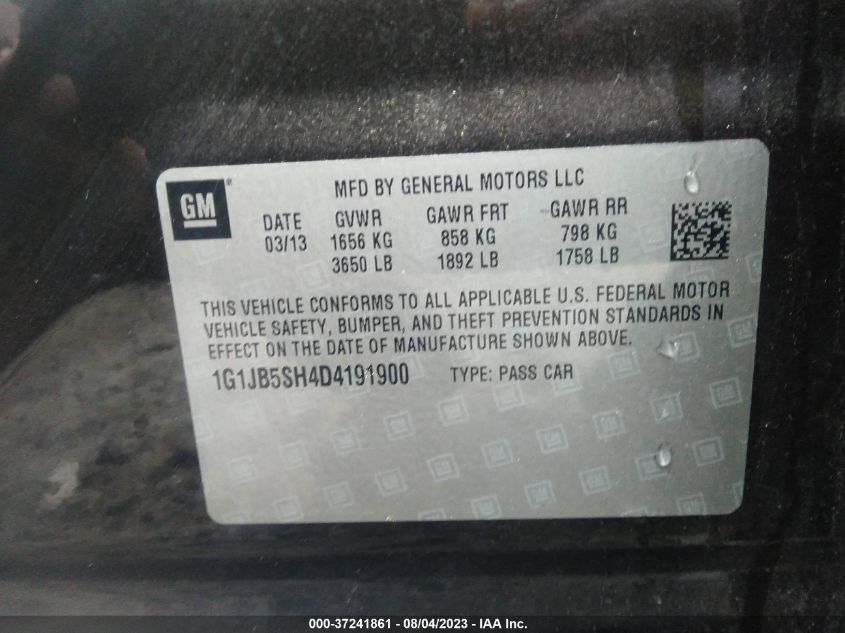 GM®
MFD BY GENERAL MOTORS LLC
DATE GVWR GAWR FRT GAWR RR
03/13 1656 KG 858 KG 798 KG
3650 LB 1892 LB 1758 LB
THIS VEHICLE CONFORMS TO ALL APPLICABLE U.S. FEDERAL MOTOR
VEHICLE SAFETY, BUMPER, AND THEFT PREVENTION STANDARDS IN
EFFECT ON THE DATE OF MANUFACTURE SHOWN ABOVE.
1G1JB5SH4D4191900 TYPE: PASS CAR
000-37241861 - 08/04/2023 - IAA Inc.